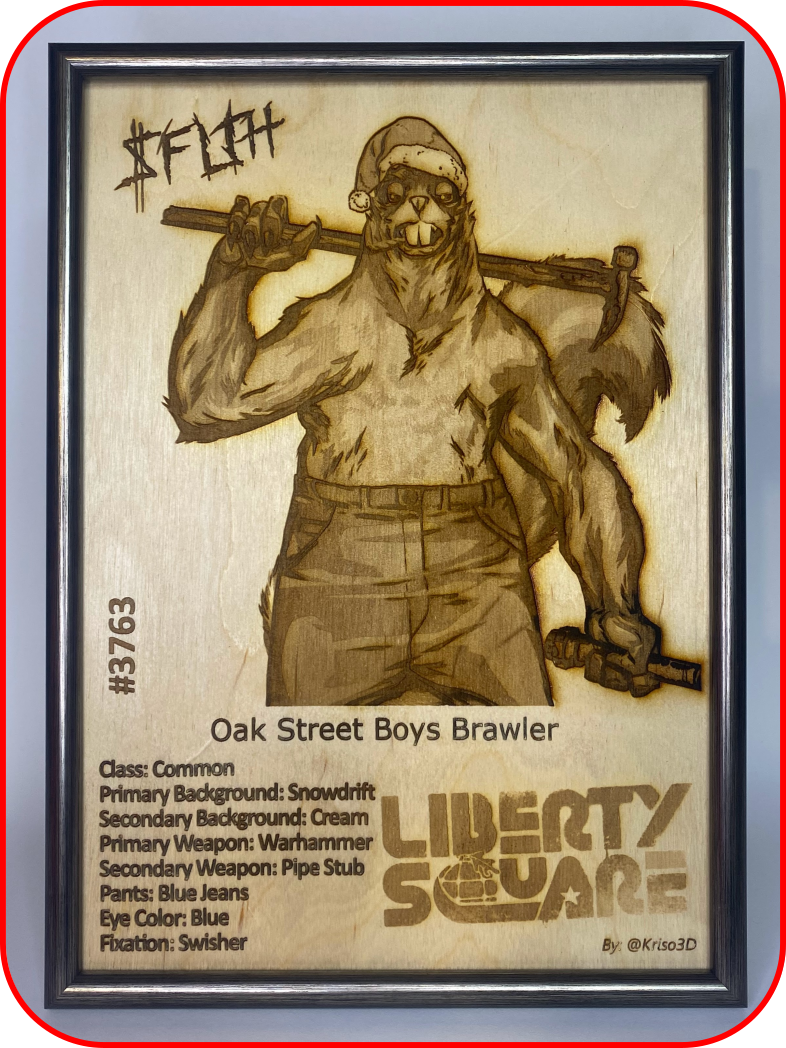 $FLSH
#3763
Oak Street Boys Brawler
Class: Common
Primary Background: Snowdrift
Secondary Background: Cream
Primary Weapon: Warhammer
Secondary Weapon: Pipe Stub
Pants: Blue Jeans
Eye Color: Blue
Fixation: Swisher
LIBERTY
SQUARE
By: @Kriso3D